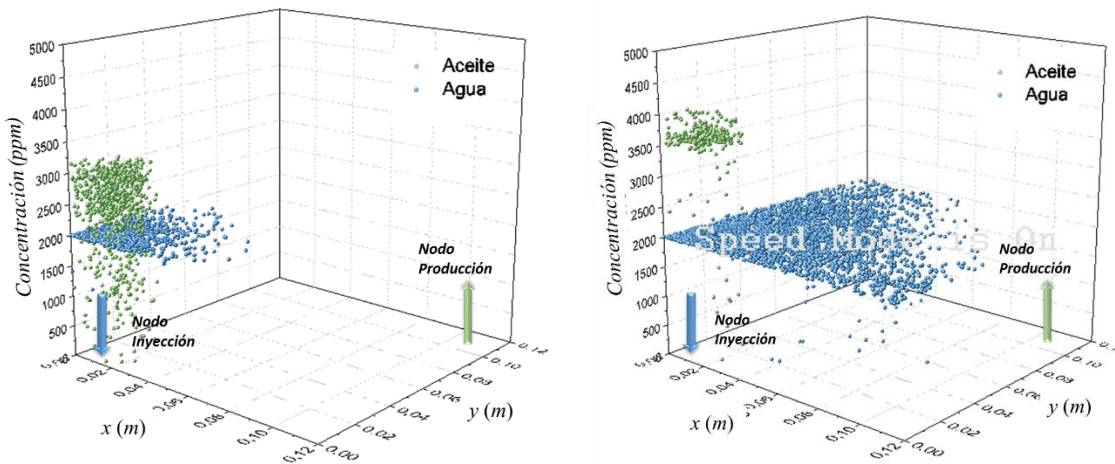 5000
4500
4000
3500
3000
2500
2000
1500
1000
500
Concentración (ppm)
Aceite
Agua
Nodo
Producción
Nodo
Inyección
0,02
0,04
0,06
0,08
0,10
0,12
x (m)
0,00
0,02
0,04
0,06
0,08
0,10
0,12
y (m)
5000
4500
4000
3500
3000
2500
2000
1500
1000
500
Concentración (ppm)
Aceite
Agua
Speed Mode is On
Nodo
Producción
Nodo
Inyección
0,02
0,04
0,06
0,08
0,10
0,12
x (m)
0,00
0,02
0,04
0,06
0,08
0,10
y (m)